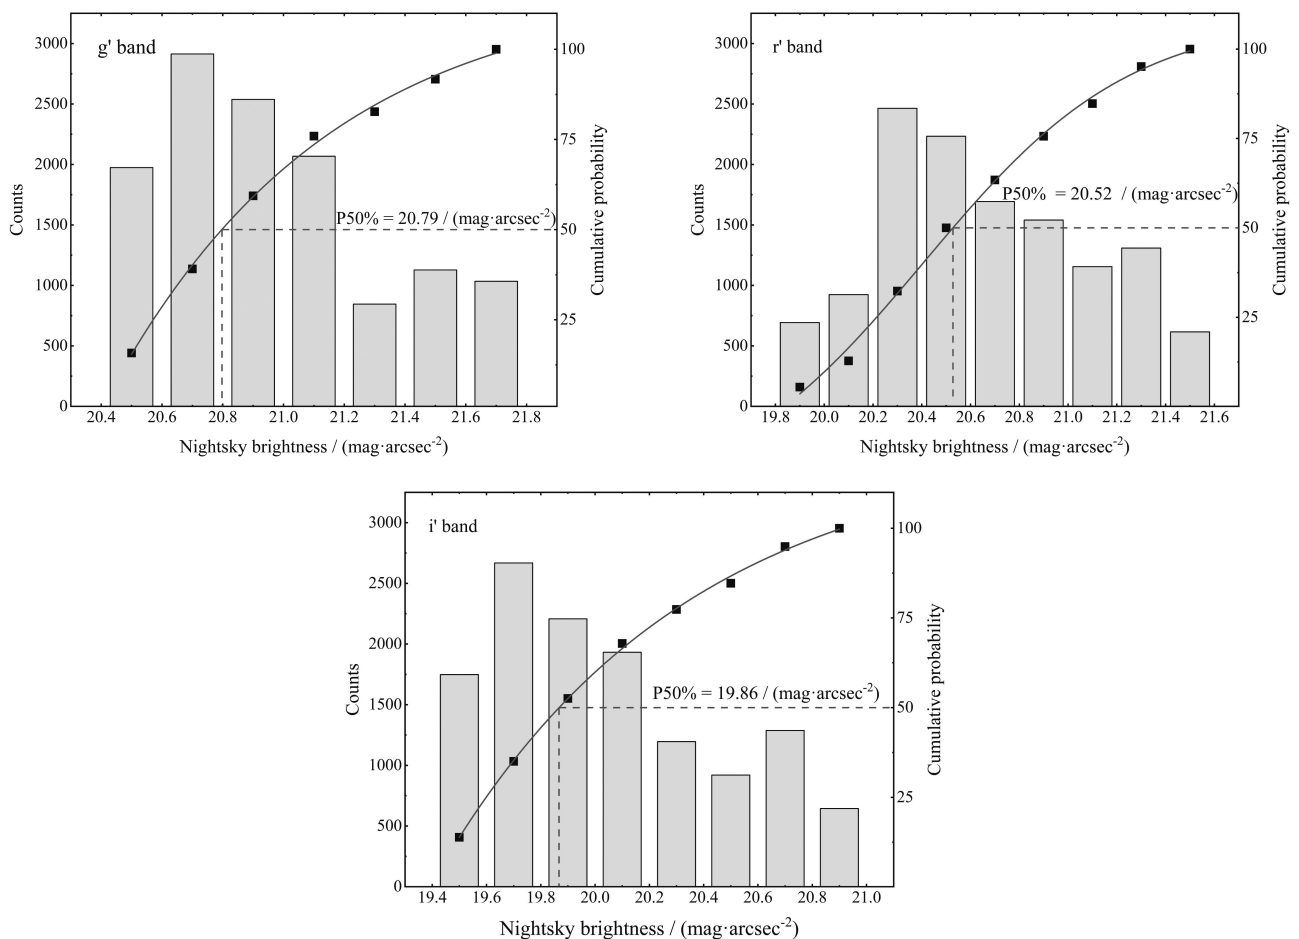 g' band
3000
2500
2000
1500
1000
500
0
Counts
100
75
50
25
Cumulative probability
P50% = 20.79 / (mag·arcsec-2)
20.4 20.6 20.8 21.0 21.2 21.4 21.6 21.8
Nightsky brightness / (mag·arcsec-2)
r' band
3000
2500
2000
1500
1000
500
0
Counts
100
75
50
25
Cumulative probability
P50% = 20.52 / (mag·arcsec-2)
19.8 20.0 20.2 20.4 20.6 20.8 21.0 21.2 21.4 21.6
Nightsky brightness / (mag·arcsec-2)
i' band
3000
2500
2000
1500
1000
500
0
Counts
100
75
50
25
Cumulative probability
P50% = 19.86 / (mag·arcsec-2)
19.4 19.6 19.8 20.0 20.2 20.4 20.6 20.8 21.0
Nightsky brightness / (mag·arcsec-2)